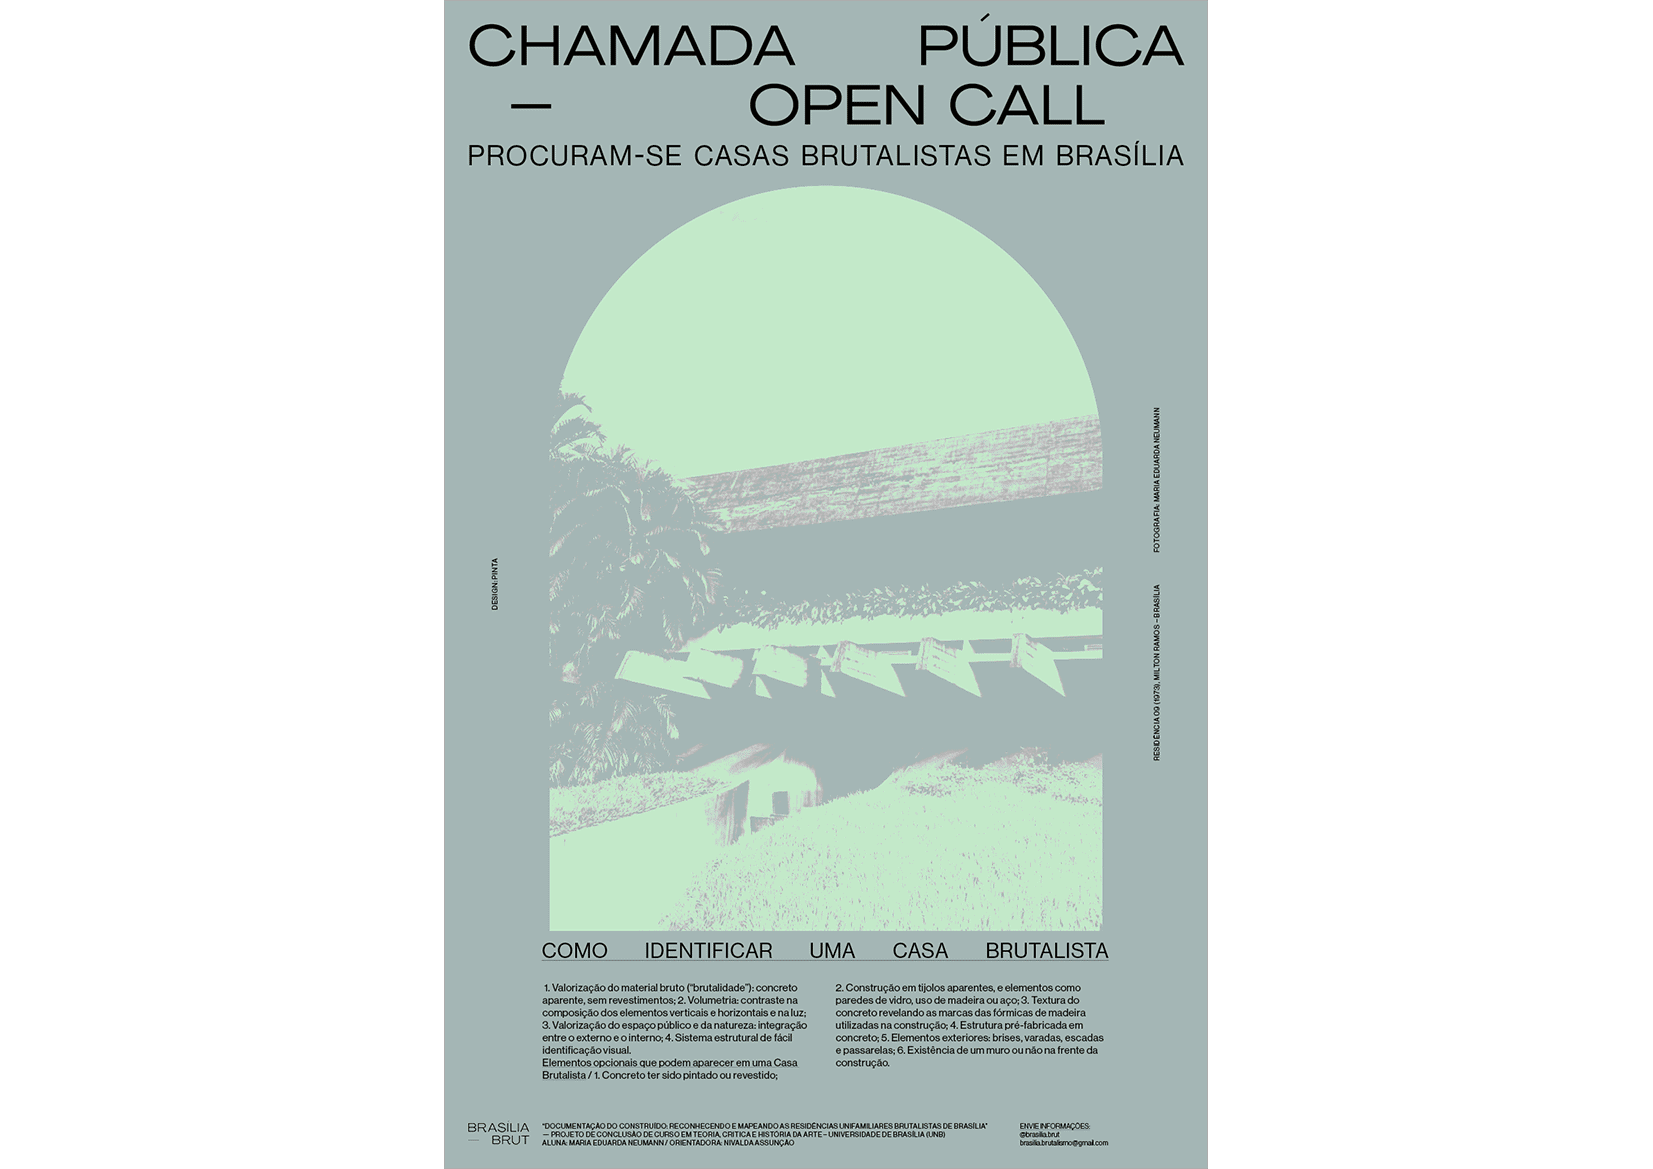 CHAMADA PÚBLICA
— OPEN CALL
PROCURAM-SE CASAS BRUTALISTAS EM BRASÍLIA
DESIGN: PINTA
FOTOGRAFIA: MARIA EDUARDA NEUMANN
RESIDÊNCIA 09 (1973), MILTON RAMOS – BRASÍLIA
COMO IDENTIFICAR UMA CASA BRUTALISTA
1. Valorização do material bruto (“brutalidade”): concreto
aparente, sem revestimentos; 2. Volumetria: contraste na
composição dos elementos verticais e horizontais e na luz;
3. Valorização do espaço público e da natureza: integração
entre o externo e o interno; 4. Sistema estrutural de fácil
identificação visual.
Elementos opcionais que podem aparecer em uma Casa
Brutalista / 1. Concreto ter sido pintado ou revestido;
2. Construção em tijolos aparentes, e elementos como
paredes de vidro, uso de madeira ou aço; 3. Textura do
concreto revelando as marcas das fórmicas de madeira
utilizadas na construção; 4. Estrutura pré-fabricada em
concreto; 5. Elementos exteriores: brises, varadas, escadas
e passarelas; 6. Existência de um muro ou não na frente da
construção.
BRASILIA
— BRUT
“DOCUMENTAÇÃO DO CONSTRUÍDO: RECONHECENDO E MAPEANDO AS RESIDÊNCIAS UNIFAMILIARES BRUTALISTAS DE BRASÍLIA”
— PROJETO DE CONCLUSÃO DE CURSO EM TEORIA, CRITICA E HISTÓRIA DA ARTE – UNIVERSIDADE DE BRASÍLIA (UNB)
ALUNA: MARIA EDUARDA NEUMANN / ORIENTADORA: NIVALDA ASSUNÇÃO
ENVIE INFORMAÇÕES:
@brasilia.brut
brasilia.brutalismo@gmail.com